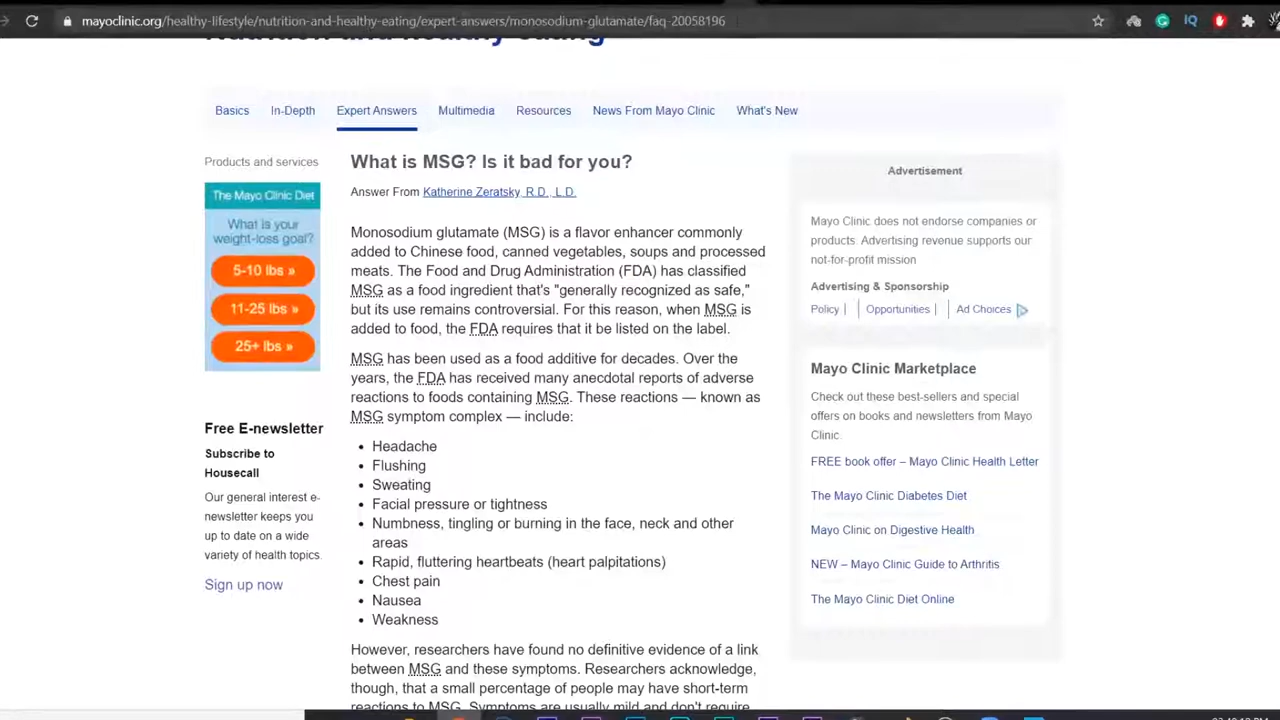 mayoclinic.org/healthy-lifestyle/nutrition-and-healthy-eating/expert-answers/monosodium-glutamate/faq-20058196
Nutrition and healthy eating
Basics
In-Depth
Expert Answers
Multimedia
Resources
News From Mayo Clinic
What's New
Products and services
The Mayo Clinic Diet
What is your
weight-loss goal?
5-10 lbs »
11-25 lbs »
25+ lbs »
Free E-newsletter
Subscribe to
Housecall
Our general interest e-
newsletter keeps you
up to date on a wide
variety of health topics.
Sign up now
What is MSG? Is it bad for you?
Answer From Katherine Zeratsky, R.D., L.D.
Monosodium glutamate (MSG) is a flavor enhancer commonly
added to Chinese food, canned vegetables, soups and processed
meats. The Food and Drug Administration (FDA) has classified
MSG as a food ingredient that's "generally recognized as safe,"
but its use remains controversial. For this reason, when MSG is
added to food, the FDA requires that it be listed on the label.
MSG has been used as a food additive for decades. Over the
years, the FDA has received many anecdotal reports of adverse
reactions to foods containing MSG. These reactions — known as
MSG symptom complex — include:
• Headache
• Flushing
• Sweating
• Facial pressure or tightness
• Numbness, tingling or burning in the face, neck and other
areas
• Rapid, fluttering heartbeats (heart palpitations)
• Chest pain
• Nausea
• Weakness
However, researchers have found no definitive evidence of a link
between MSG and these symptoms. Researchers acknowledge,
though, that a small percentage of people may have short-term
reactions to MSG. Symptoms are usually mild and don't require
Advertisement
Mayo Clinic does not endorse companies or
products. Advertising revenue supports our
not-for-profit mission
Advertising & Sponsorship
Policy |
Opportunities |
Ad Choices
Mayo Clinic Marketplace
Check out these best-sellers and special
offers on books and newsletters from Mayo
Clinic.
FREE book offer – Mayo Clinic Health Letter
The Mayo Clinic Diabetes Diet
Mayo Clinic on Digestive Health
NEW – Mayo Clinic Guide to Arthritis
The Mayo Clinic Diet Online